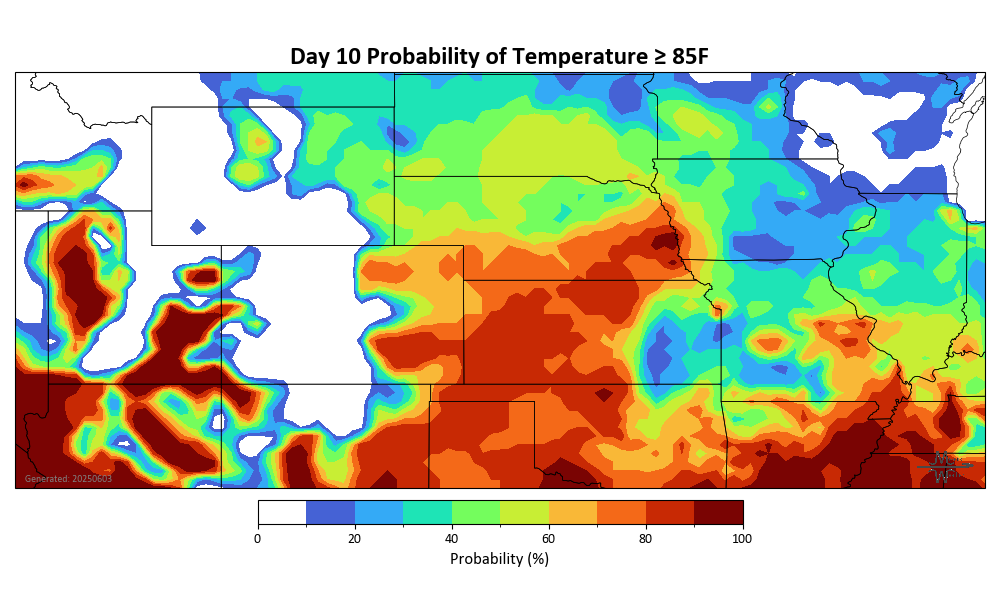 Day 10 Probability of Temperature ≥ 85F
Generated: 20250603
0 20 40 60 80 100
Probability (%)